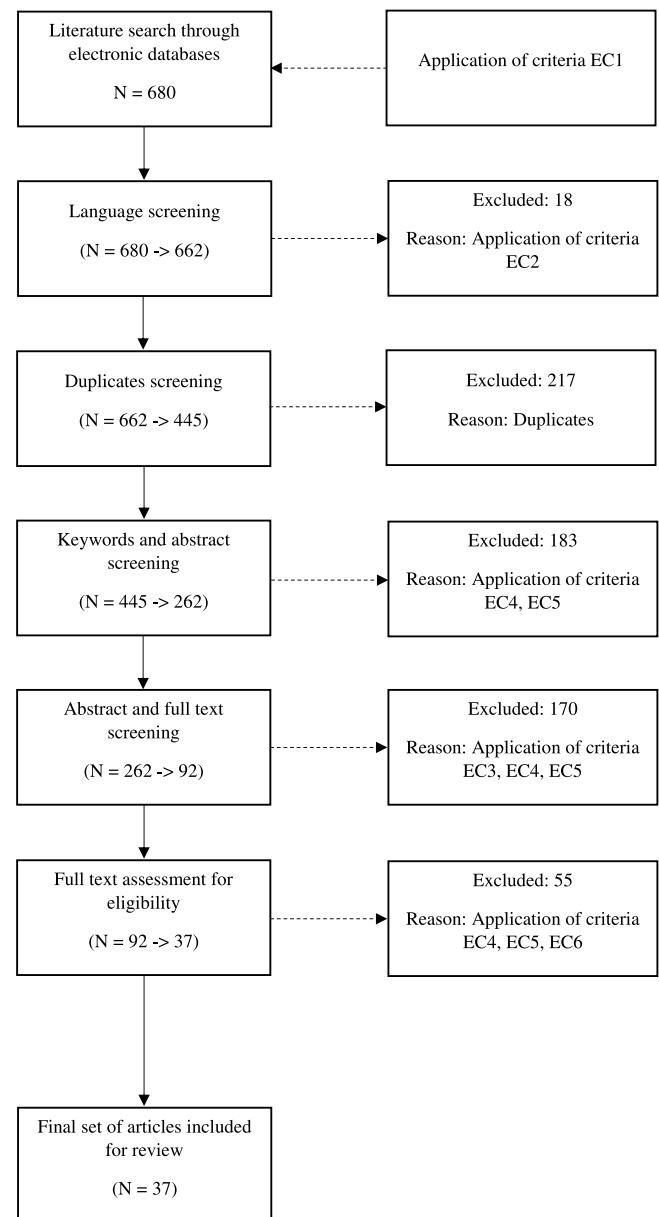 Literature search through
electronic databases
N = 680
Application of criteria EC1
Language screening
(N = 680 -> 662)
Excluded: 18
Reason: Application of criteria
EC2
Duplicates screening
(N = 662 -> 445)
Excluded: 217
Reason: Duplicates
Keywords and abstract
screening
(N = 445 -> 262)
Excluded: 183
Reason: Application of criteria
EC4, EC5
Abstract and full text
screening
(N = 262 -> 92)
Excluded: 170
Reason: Application of criteria
EC3, EC4, EC5
Full text assessment for
eligibility
(N = 92 -> 37)
Excluded: 55
Reason: Application of criteria
EC4, EC5, EC6
Final set of articles included
for review
(N = 37)